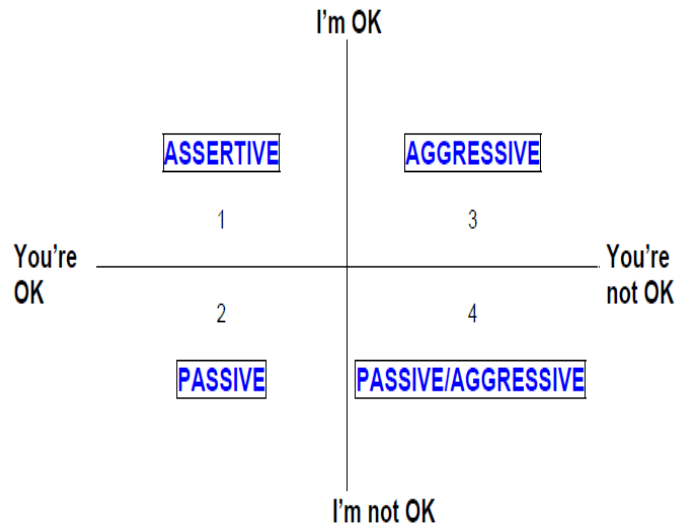 I'm OK
ASSERTIVE AGGRESSIVE
1 3
You're
OK
You're
not OK
2 4
PASSIVE PASSIVE/AGGRESSIVE
I'm not OK